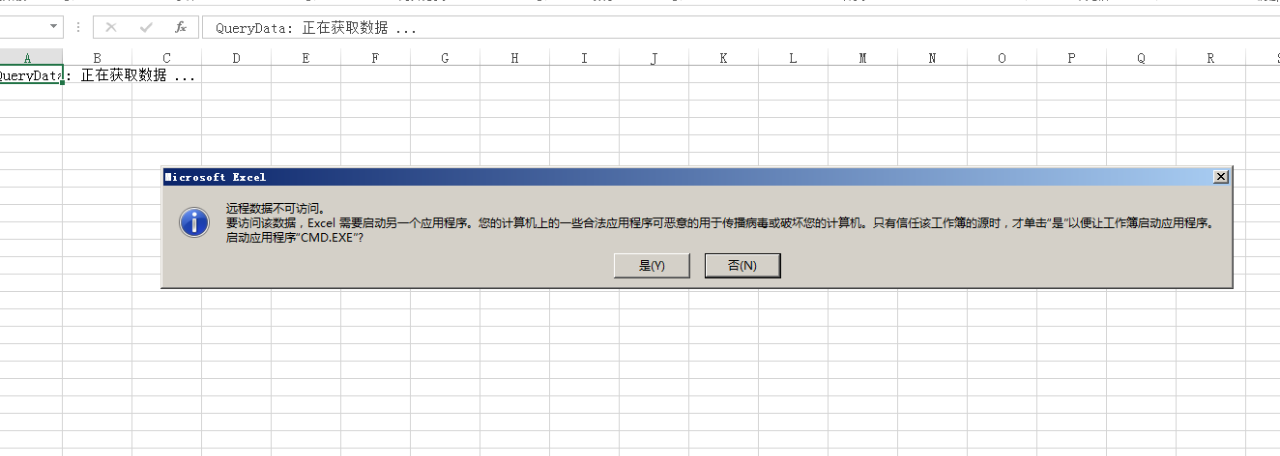 fx QueryData: 正在获取数据 ...
A B C D E F G H I J K L M N O P Q R
QueryData: 正在获取数据 ...
Microsoft Excel
远程数据不可访问。
要访问该数据，Excel 需要启动另一个应用程序。您的计算机上的一些合法应用程序可恶意的用于传播病毒或破坏您的计算机。只有信任该工作簿的源时，才单击“是”以便让工作簿启动应用程序。
启动应用程序“CMD.EXE”?
是(Y) 否(N)